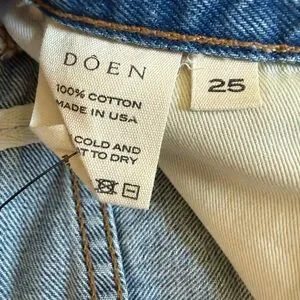 DÔEN
100% COTTON
MADE IN USA
COLD AND
TO DRY
25